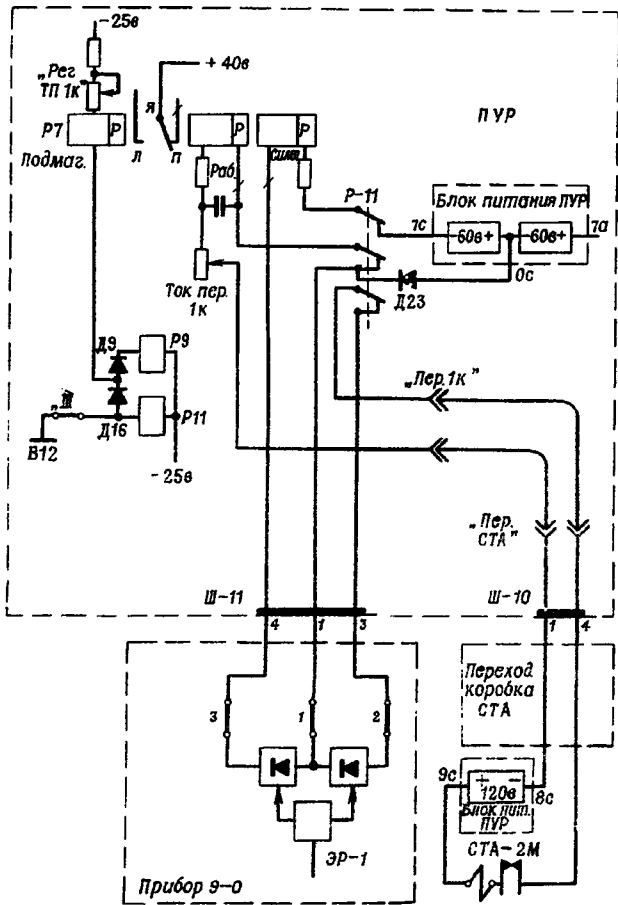 -25в
„Рег
ТП 1к"
+ 40в
Я
ПУР
Р7
Р
Л
П
Р
Р
Подмаг.
Раб.
Симм.
Р-11
Блок питания ПУР
7с
-60в+
-60в+
7а
0с
Ток пер.
1к
Д23
Д9
Р9
„Пер.1к"
„Ш"
Р11
Д16
В12
-25в
„Пер.
СТА"
Ш-11
Ш-10
4
1
3
1
4
Переход.
коробка
СТА
3
1
2
9с
+ -
120в
8с
Блок пит.
ПУР
ЭР-1
СТА-2М
Прибор 9-0